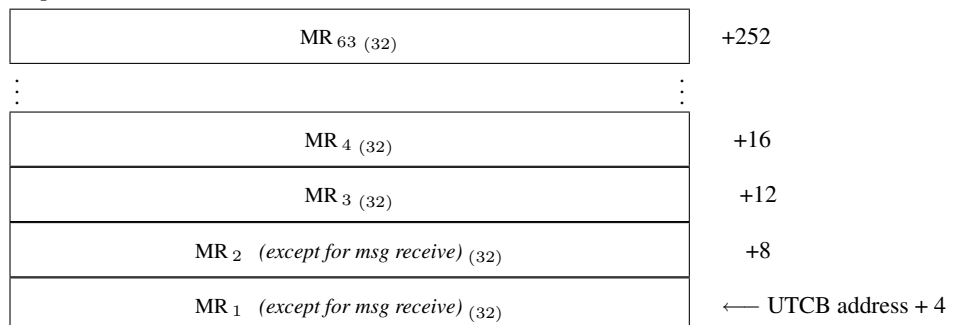 MR 63 (32) +252
⋮ ⋮
MR 4 (32) +16
MR 3 (32) +12
MR 2 (except for msg receive) (32) +8
MR 1 (except for msg receive) (32) ←— UTCB address + 4